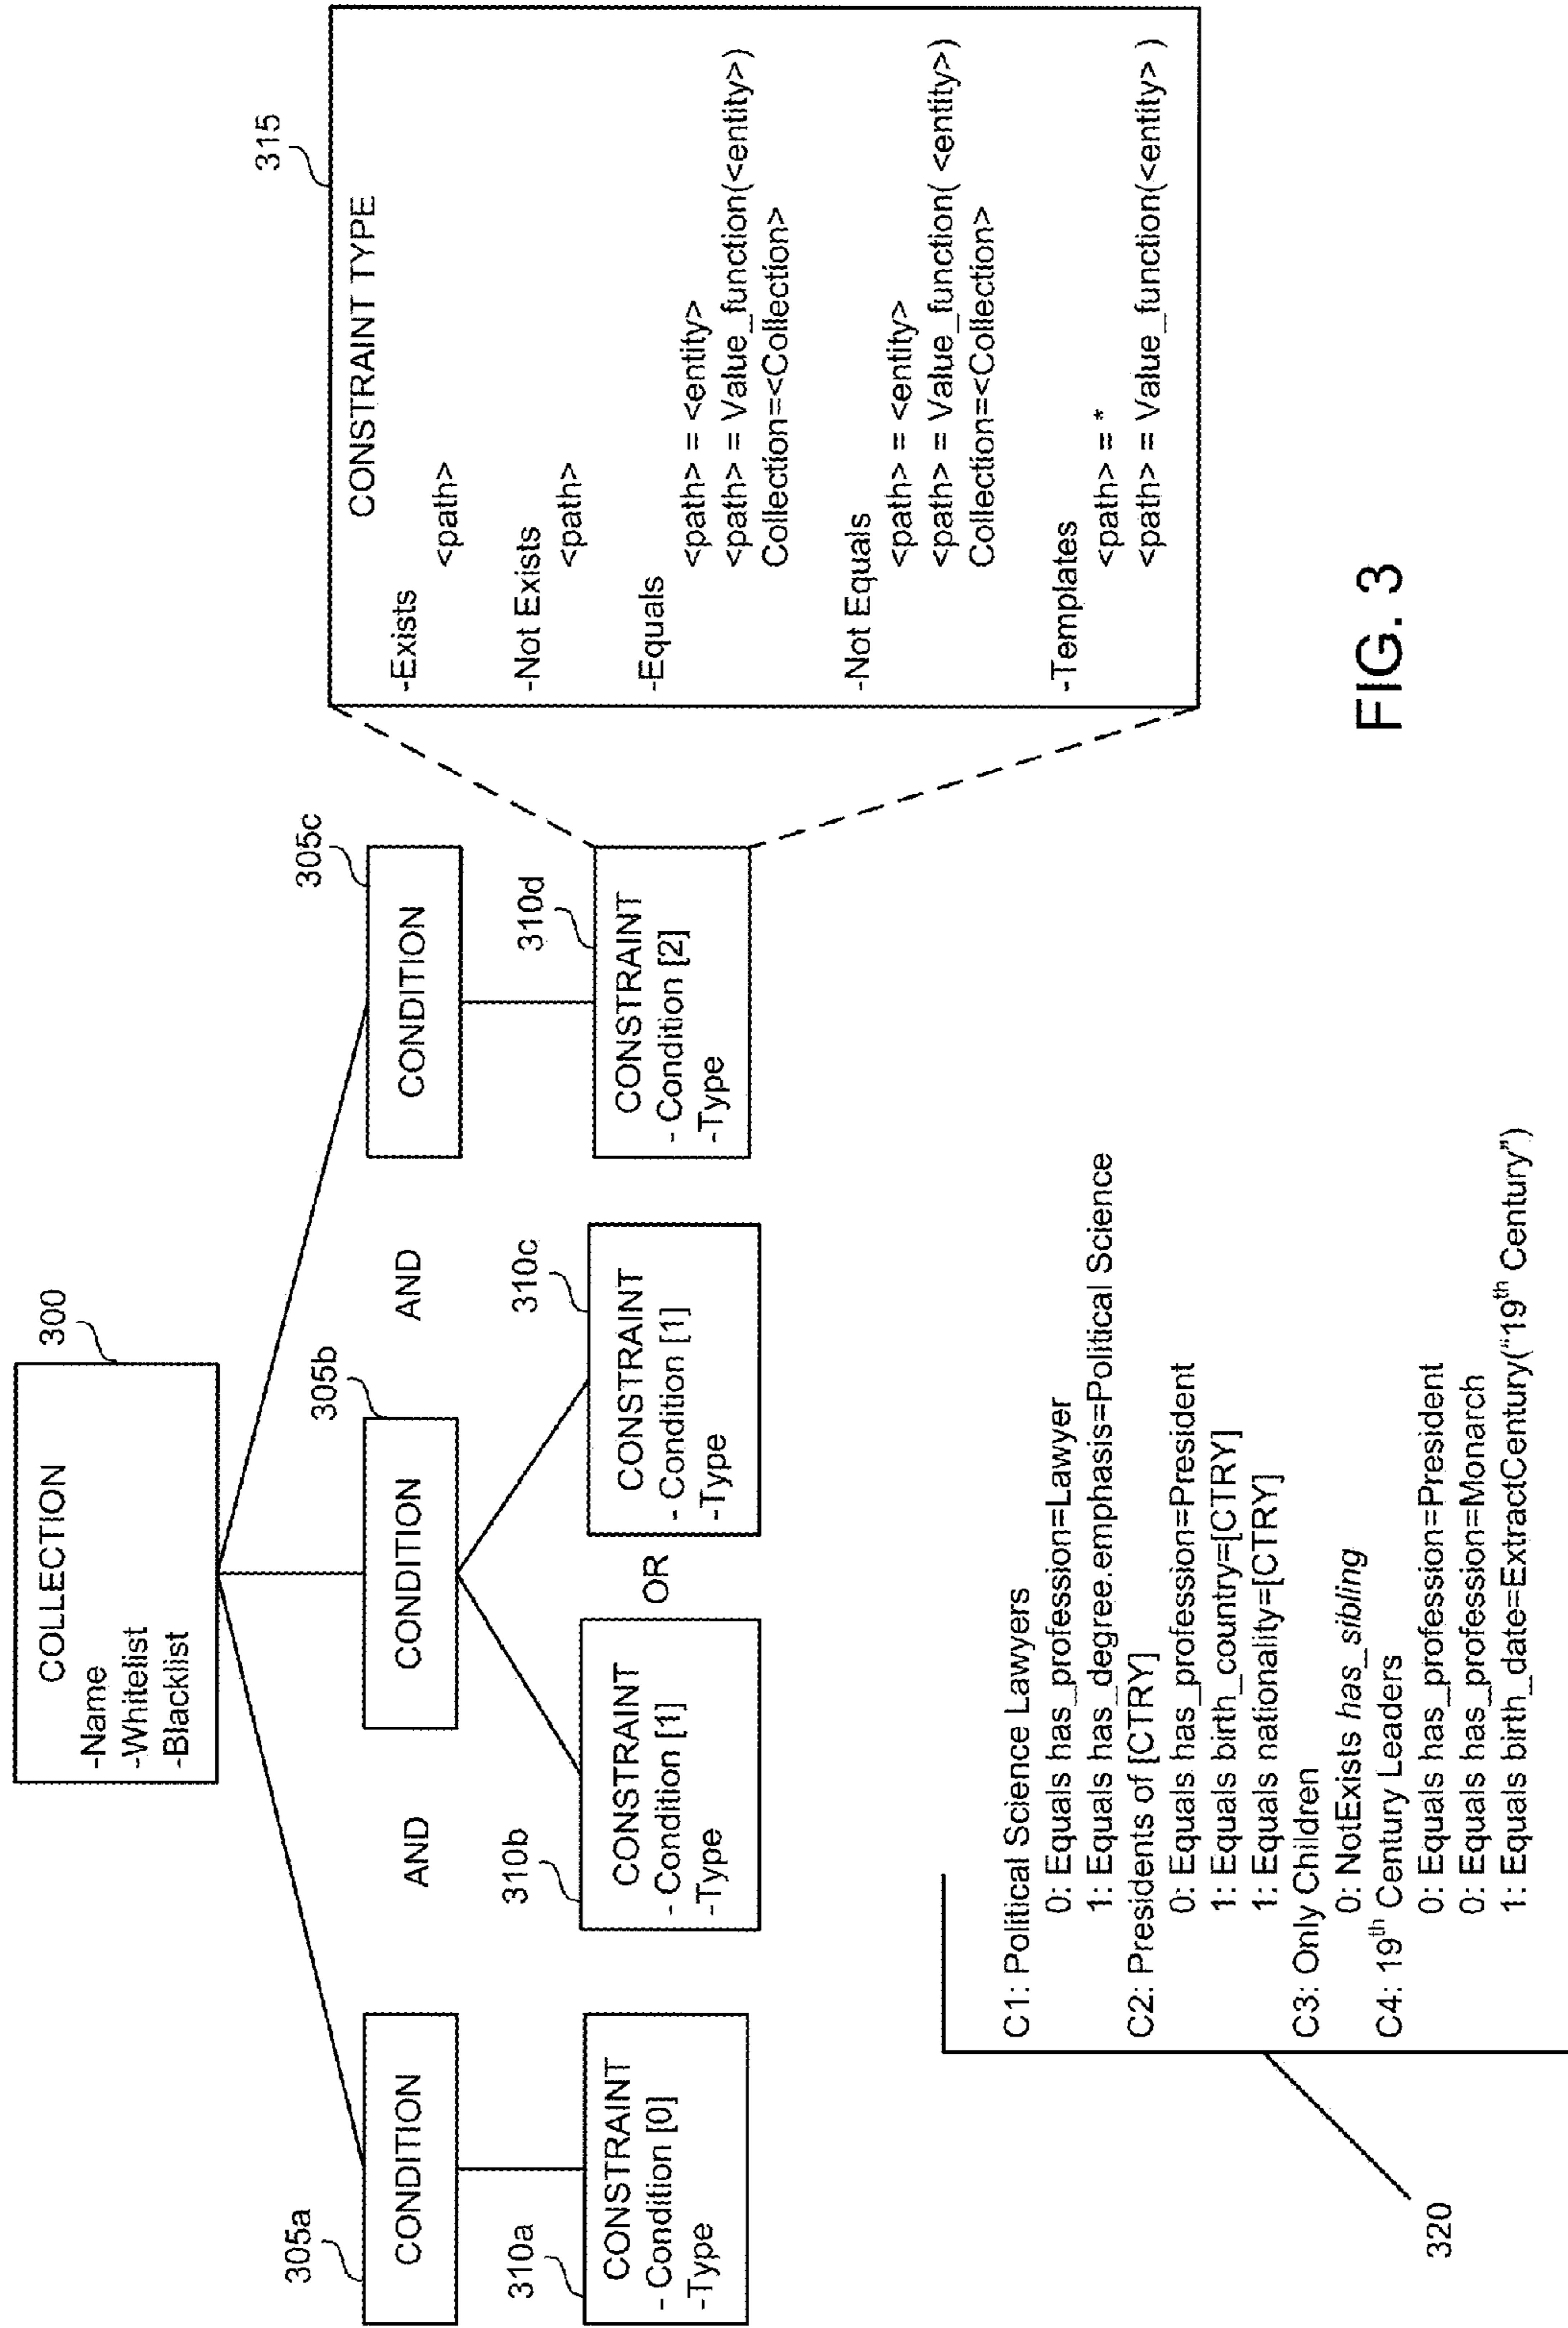 COLLECTION
-Name
-Whitelist
-Blacklist
300
305a
CONDITION
AND
305b
CONDITION
AND
305c
CONDITION
310a
CONSTRAINT
- Condition [0]
-Type
310b
CONSTRAINT
- Condition [1]
-Type
OR
310c
CONSTRAINT
- Condition [1]
-Type
310d
CONSTRAINT
- Condition [2]
-Type
315
CONSTRAINT TYPE
-Exists
<path>
-Not Exists
<path>
-Equals
<path> = <entity>
<path> = Value_function(<entity>)
Collection=<Collection>
-Not Equals
<path> = <entity>
<path> = Value_function( <entity>)
Collection=<Collection>
-Templates
<path> = *
<path> = Value_function(<entity> )
320
C1: Political Science Lawyers
0: Equals has_profession=Lawyer
1: Equals has_degree.emphasis=Political Science
C2: Presidents of [CTRY]
0: Equals has_profession=President
1: Equals birth_country=[CTRY]
1: Equals nationality=[CTRY]
C3: Only Children
0: NotExists has_sibling
C4: 19th Century Leaders
0: Equals has_profession=President
0: Equals has_profession=Monarch
1: Equals birth_date=ExtractCentury(“19th Century”)
FIG. 3